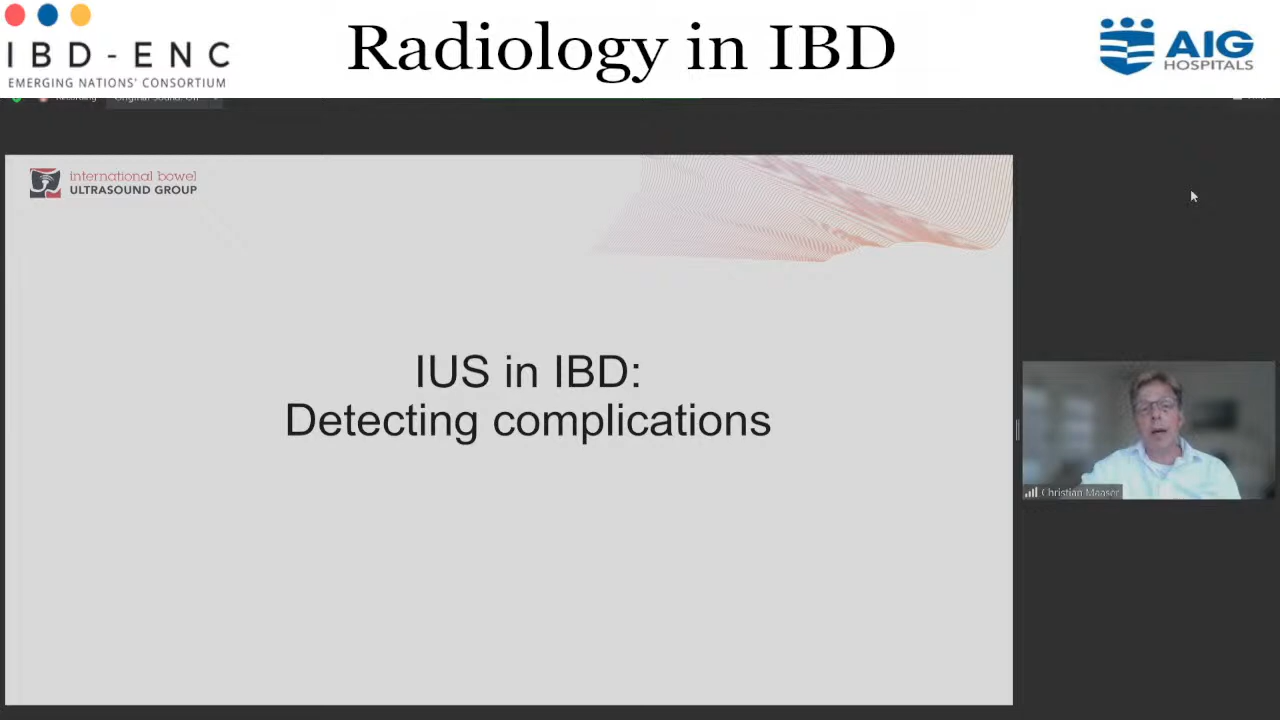 IBD-ENC
EMERGING NATIONS' CONSORTIUM
Radiology in IBD
AIG
HOSPITALS
international bowel
ULTRASOUND GROUP
IUS in IBD:
Detecting complications
Christian Maaser